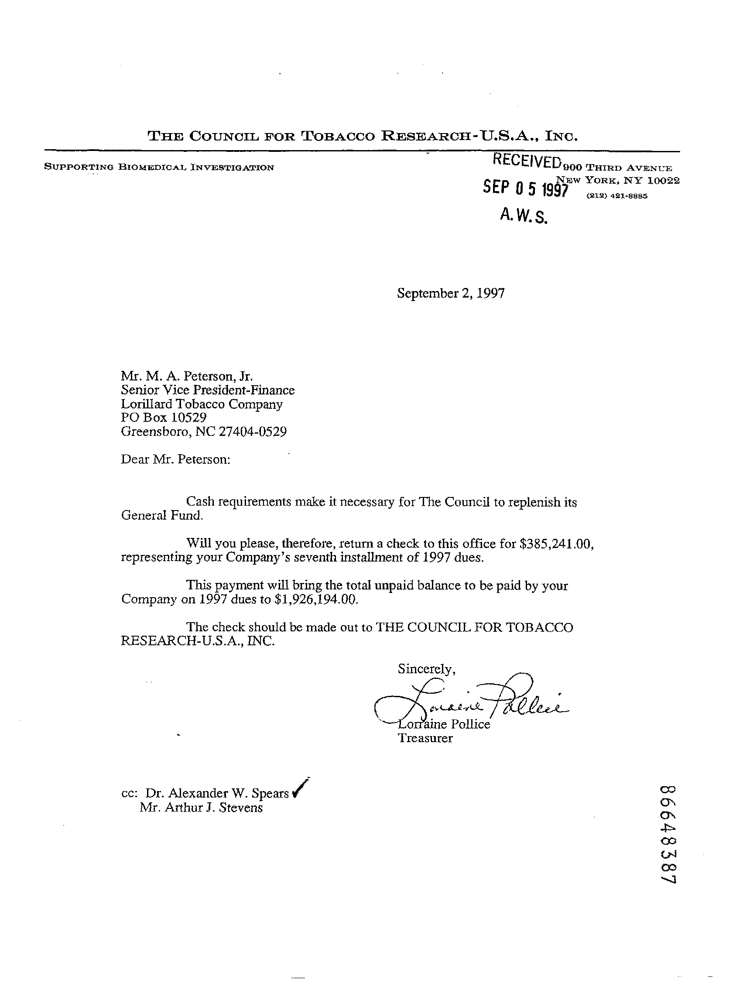 THE COUNCIL FOR TOBACCO RESEARCH-U.S.A., INC.
SUPPORTING BIOMEDICAL INVESTIGATION
RECEIVED
900 THIRD AVENUE
NEW YORK, NY 10022
SEP 05 1997
(212) 421-8885
A.W.S.
September 2, 1997
Mr. M. A. Peterson, Jr.
Senior Vice President-Finance
Lorillard Tobacco Company
PO Box 10529
Greensboro, NC 27404-0529
Dear Mr. Peterson:
Cash requirements make it necessary for The Council to replenish its
General Fund.
Will you please, therefore, return a check to this office for $385,241.00,
representing your Company's seventh installment of 1997 dues.
This payment will bring the total unpaid balance to be paid by your
Company on 1997 dues to $1,926,194.00.
The check should be made out to THE COUNCIL FOR TOBACCO
RESEARCH-U.S.A., INC.
Sincerely,
Lorraine Pollice
Lorraine Pollice
Treasurer
cc: Dr. Alexander W. Spears
Mr. Arthur J. Stevens
86648387